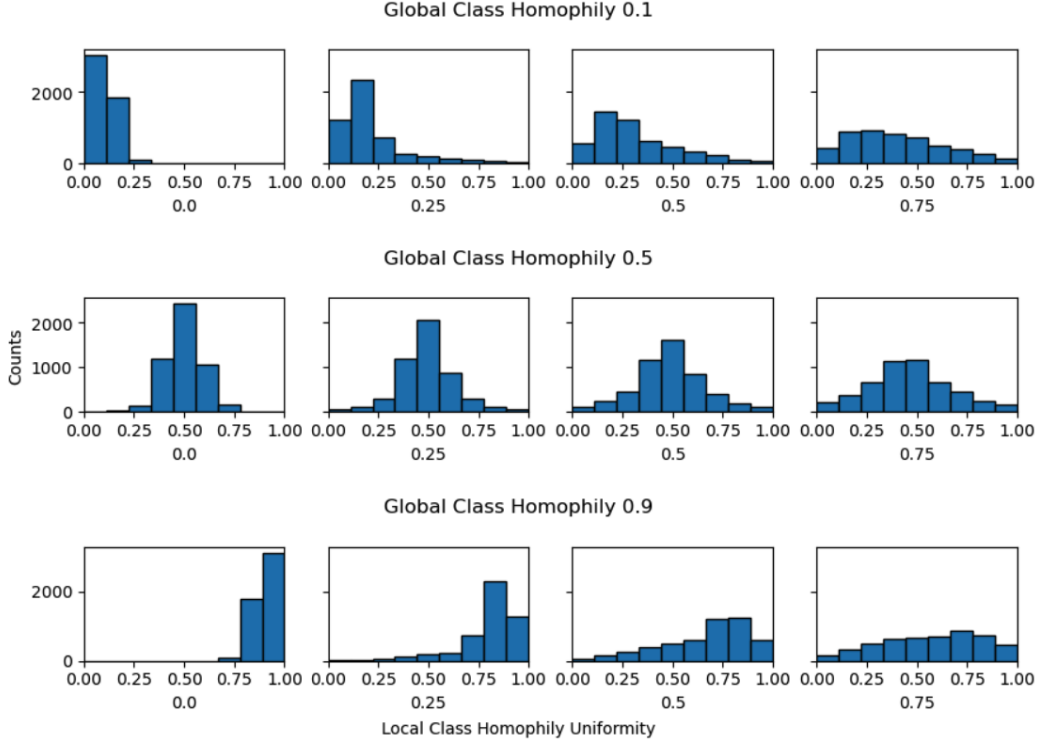 Global Class Homophily 0.1
2000
0
0.00 0.25 0.50 0.75 1.00 0.00 0.25 0.50 0.75 1.00 0.00 0.25 0.50 0.75 1.00 0.00 0.25 0.50 0.75 1.00
0.0 0.25 0.5 0.75
Global Class Homophily 0.5
Counts
2000
1000
0
0.00 0.25 0.50 0.75 1.00 0.00 0.25 0.50 0.75 1.00 0.00 0.25 0.50 0.75 1.00 0.00 0.25 0.50 0.75 1.00
0.0 0.25 0.5 0.75
Global Class Homophily 0.9
2000
0
0.00 0.25 0.50 0.75 1.00 0.00 0.25 0.50 0.75 1.00 0.00 0.25 0.50 0.75 1.00 0.00 0.25 0.50 0.75 1.00
0.0 0.25 0.5 0.75
Local Class Homophily Uniformity